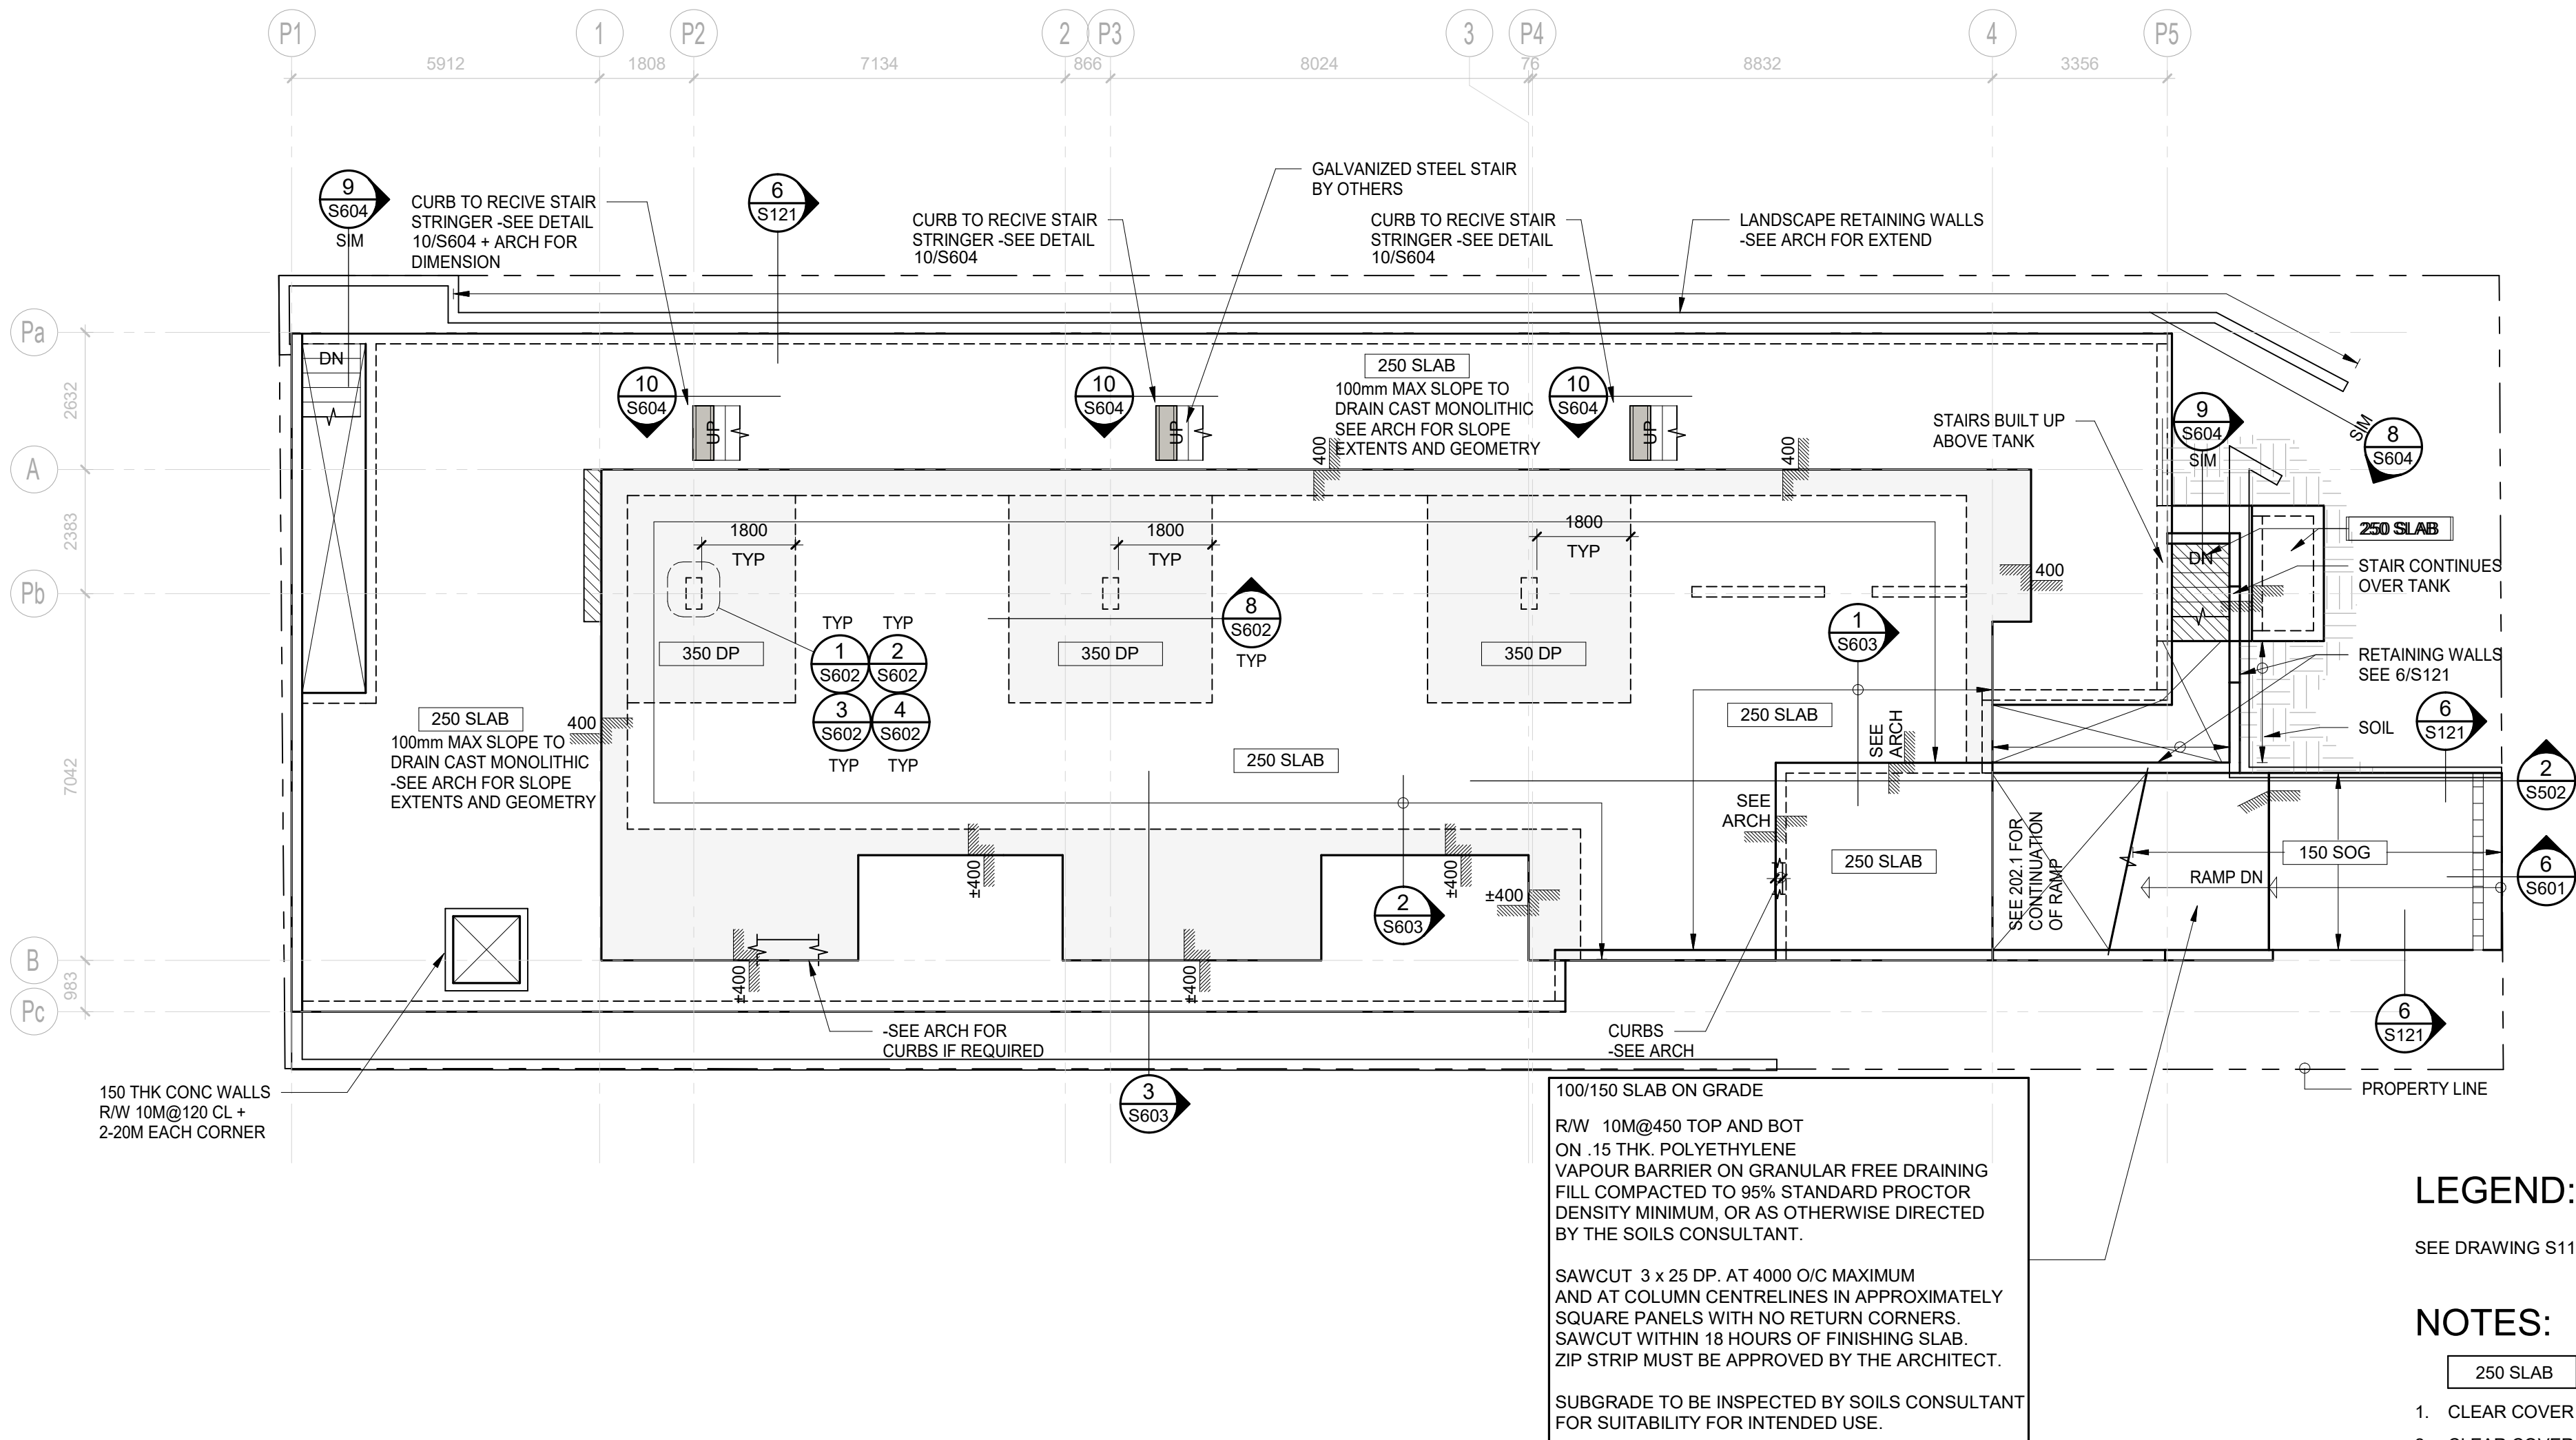 P1
1
P2
2
P3
3
P4
4
P5
5912
1808
7134
866
8024
76
8832
3356
Pa
A
Pb
B
Pc
2632
2383
7042
983
9
S604
SIM
CURB TO RECIVE STAIR
STRINGER -SEE DETAIL
10/S604 + ARCH FOR
DIMENSION
6
S121
CURB TO RECIVE STAIR
STRINGER -SEE DETAIL
10/S604
GALVANIZED STEEL STAIR
BY OTHERS
CURB TO RECIVE STAIR
STRINGER -SEE DETAIL
10/S604
LANDSCAPE RETAINING WALLS
-SEE ARCH FOR EXTEND
DN
10
S604
UP
10
S604
UP
250 SLAB
100mm MAX SLOPE TO
DRAIN CAST MONOLITHIC
SEE ARCH FOR SLOPE
EXTENTS AND GEOMETRY
10
S604
UP
400
400
STAIRS BUILT UP
ABOVE TANK
9
S604
SIM
SIM
8
S604
1800
TYP
1800
TYP
1800
TYP
250 SLAB
DN
STAIR CONTINUES
OVER TANK
400
8
S602
TYP
350 DP
350 DP
350 DP
TYP
TYP
1
S602
2
S602
3
S602
4
S602
TYP
TYP
1
S603
RETAINING WALLS
SEE 6/S121
SOIL
6
S121
250 SLAB
100mm MAX SLOPE TO
DRAIN CAST MONOLITHIC
-SEE ARCH FOR SLOPE
EXTENTS AND GEOMETRY
400
250 SLAB
250 SLAB
SEE
ARCH
SEE
ARCH
2
S502
250 SLAB
SEE 202.1 FOR
CONTINUATION
OF RAMP
150 SOG
RAMP DN
6
S601
±400
±400
±400
±400
±400
2
S603
-SEE ARCH FOR
CURBS IF REQUIRED
CURBS
-SEE ARCH
6
S121
PROPERTY LINE
150 THK CONC WALLS
R/W 10M@120 CL +
2-20M EACH CORNER
3
S603
100/150 SLAB ON GRADE
R/W 10M@450 TOP AND BOT
ON .15 THK. POLYETHYLENE
VAPOUR BARRIER ON GRANULAR FREE DRAINING
FILL COMPACTED TO 95% STANDARD PROCTOR
DENSITY MINIMUM, OR AS OTHERWISE DIRECTED
BY THE SOILS CONSULTANT.
SAWCUT 3 x 25 DP. AT 4000 O/C MAXIMUM
AND AT COLUMN CENTRELINES IN APPROXIMATELY
SQUARE PANELS WITH NO RETURN CORNERS.
SAWCUT WITHIN 18 HOURS OF FINISHING SLAB.
ZIP STRIP MUST BE APPROVED BY THE ARCHITECT.
SUBGRADE TO BE INSPECTED BY SOILS CONSULTANT
FOR SUITABILITY FOR INTENDED USE.
LEGEND:
SEE DRAWING S11
NOTES:
250 SLAB
1. CLEAR COVER